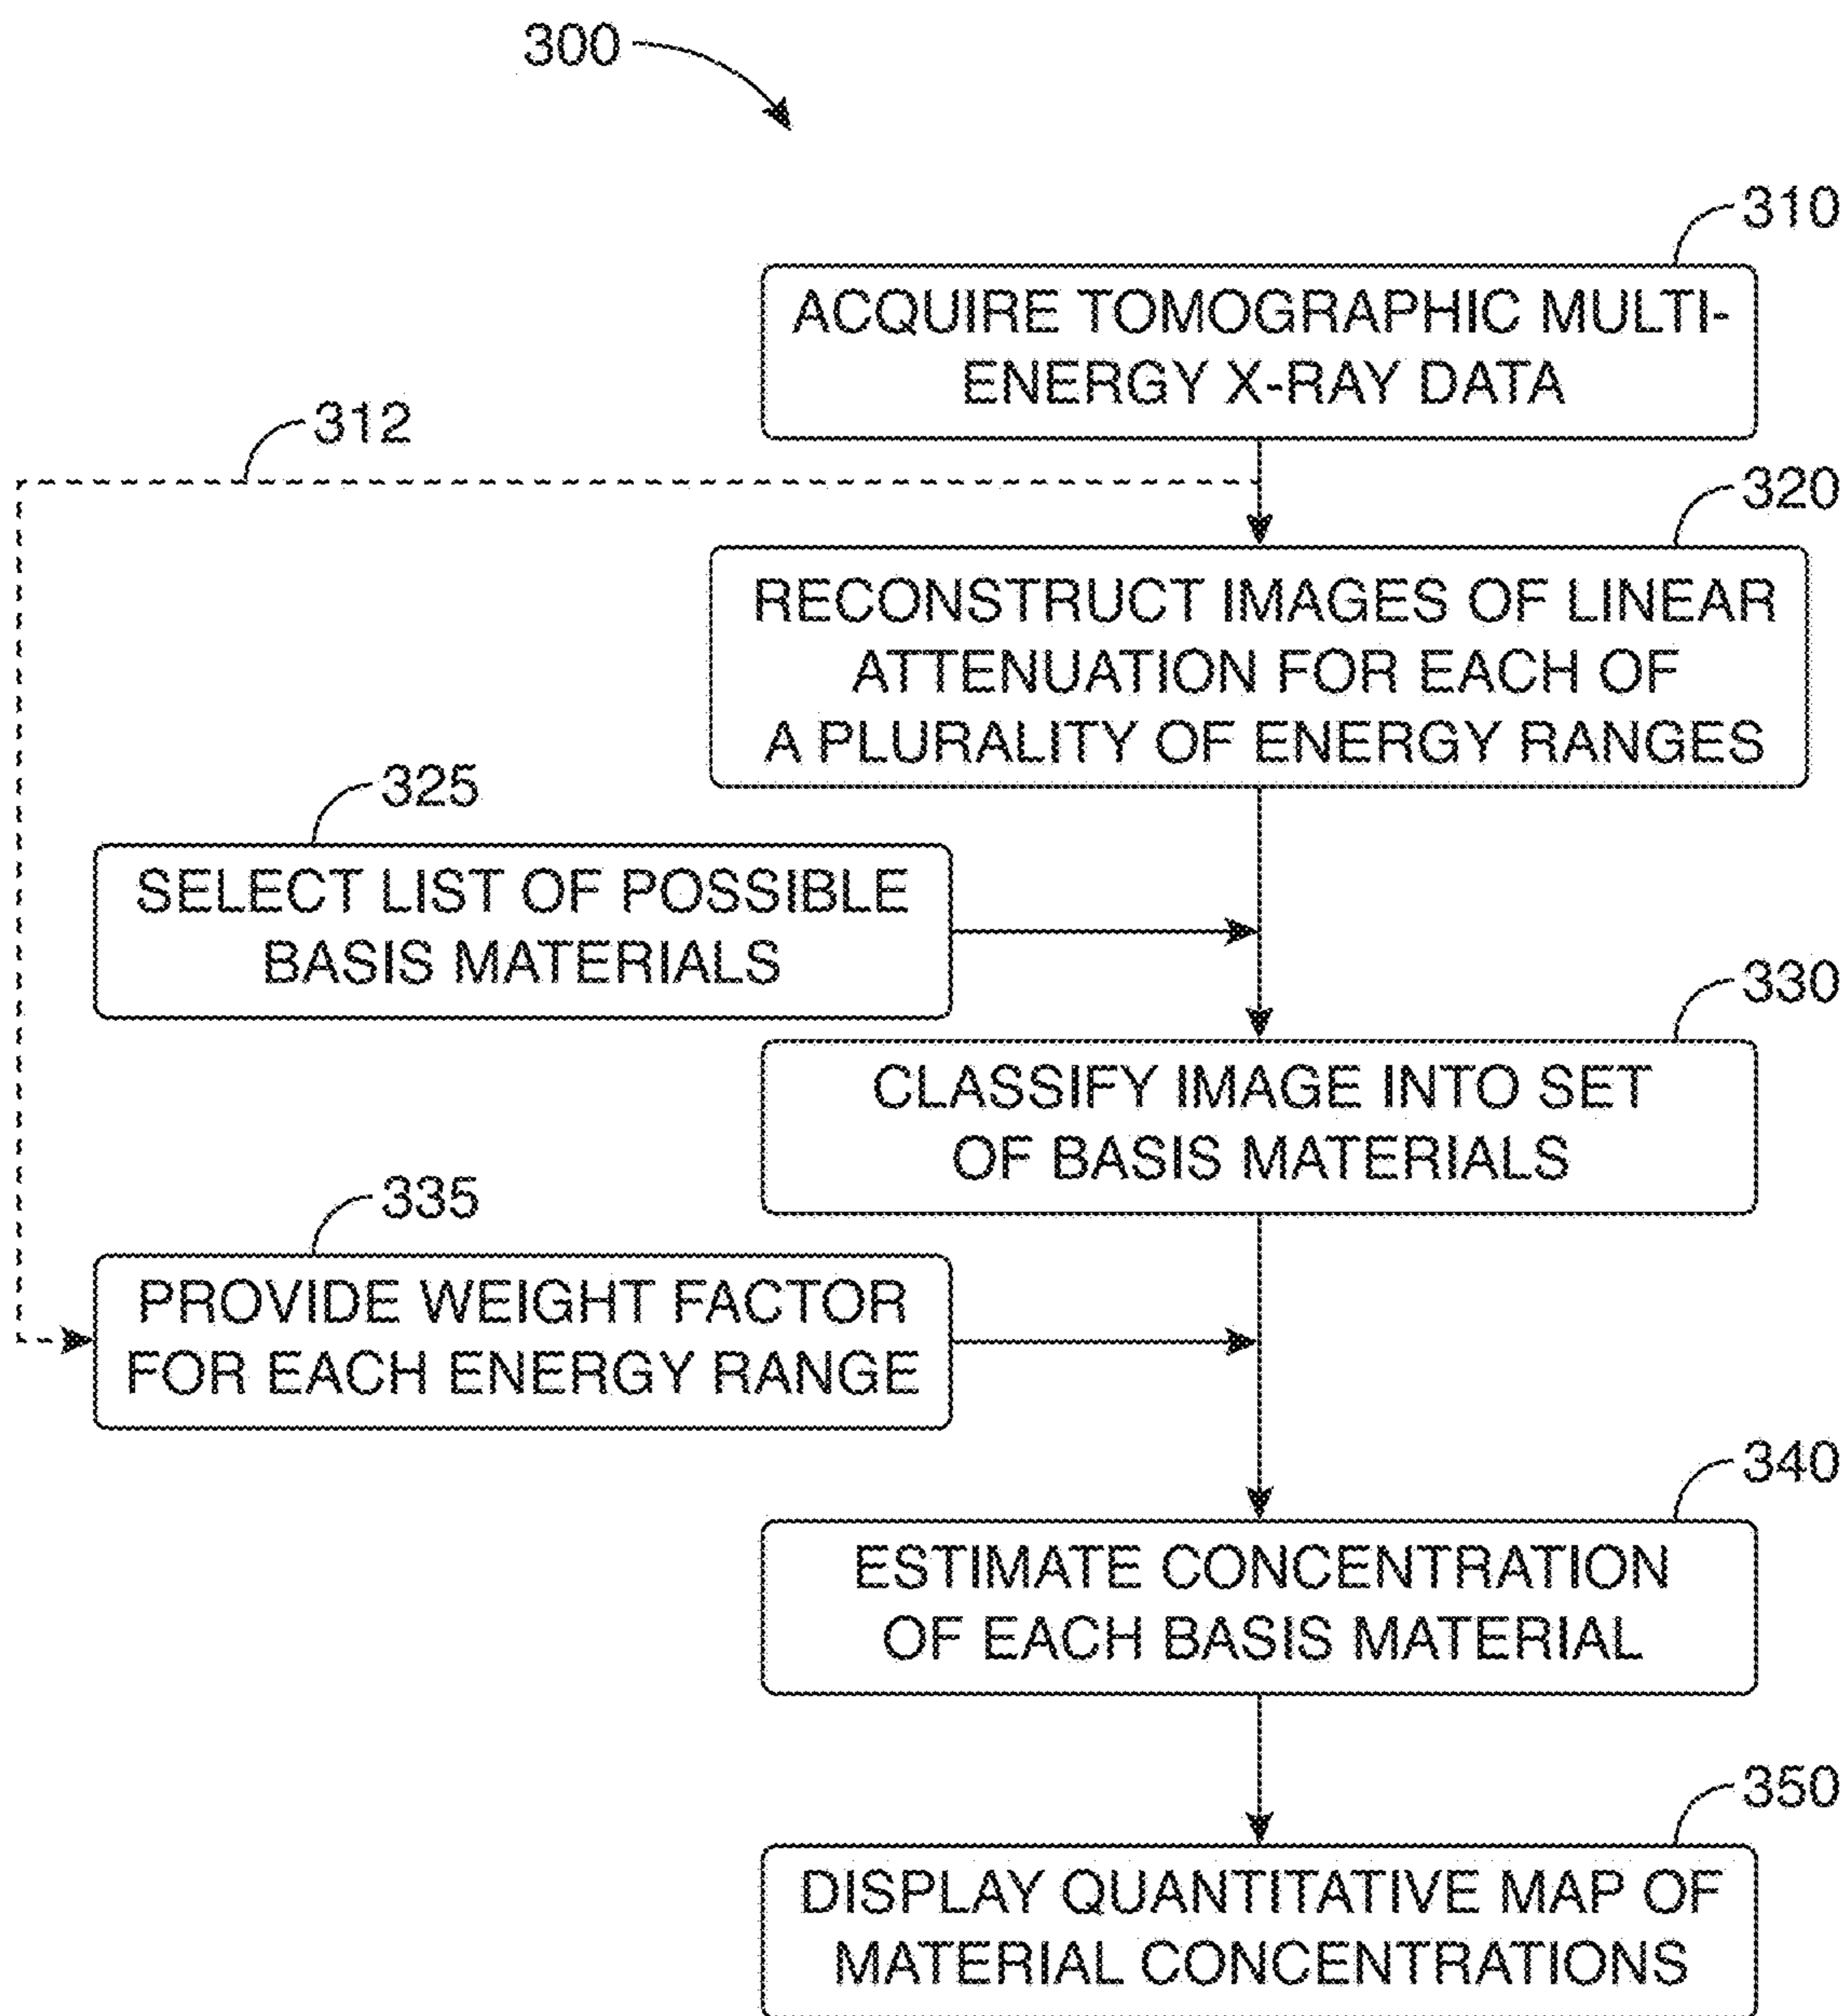 300
310
ACQUIRE TOMOGRAPHIC MULTI-
ENERGY X-RAY DATA
312
320
RECONSTRUCT IMAGES OF LINEAR
ATTENUATION FOR EACH OF
A PLURALITY OF ENERGY RANGES
325
SELECT LIST OF POSSIBLE
BASIS MATERIALS
330
CLASSIFY IMAGE INTO SET
OF BASIS MATERIALS
335
PROVIDE WEIGHT FACTOR
FOR EACH ENERGY RANGE
340
ESTIMATE CONCENTRATION
OF EACH BASIS MATERIAL
350
DISPLAY QUANTITATIVE MAP OF
MATERIAL CONCENTRATIONS